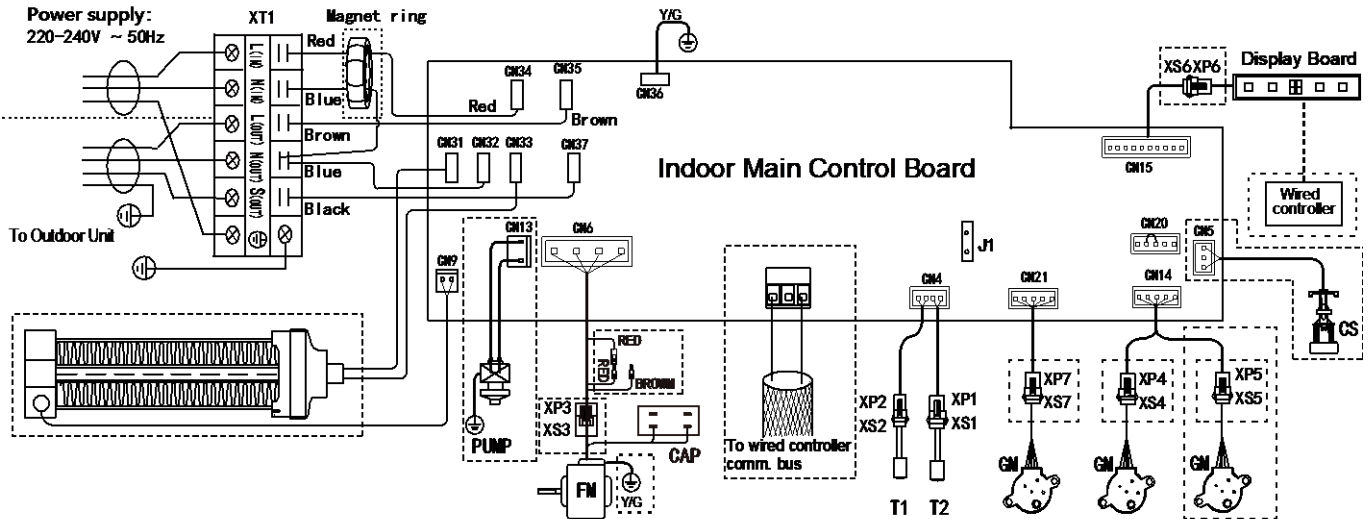 Power supply:
220-240V ~ 50Hz
XT1
Magnet ring
Y/G
Red
L(IN)
N(IN)
Blue
L(OUT)
Brown
N(OUT)
Blue
S(OUT)
Black
To Outdoor Unit
CN34
CN35
CN36
Red
Brown
CN31
CN32
CN33
CN37
Indoor Main Control Board
XS6XP6
Display Board
CN15
Wired
controller
CN13
CN6
CN9
J1
CN20
CN5
CN4
CN21
CN14
CS
RED
RED
BROWM
XP3
XS3
PUMP
CAP
FM
Y/G
To wired controller
comm. bus
XP2
XS2
XP1
XS1
T1
T2
XP7
XS7
XP4
XS4
XP5
XS5
GM
GM
GM